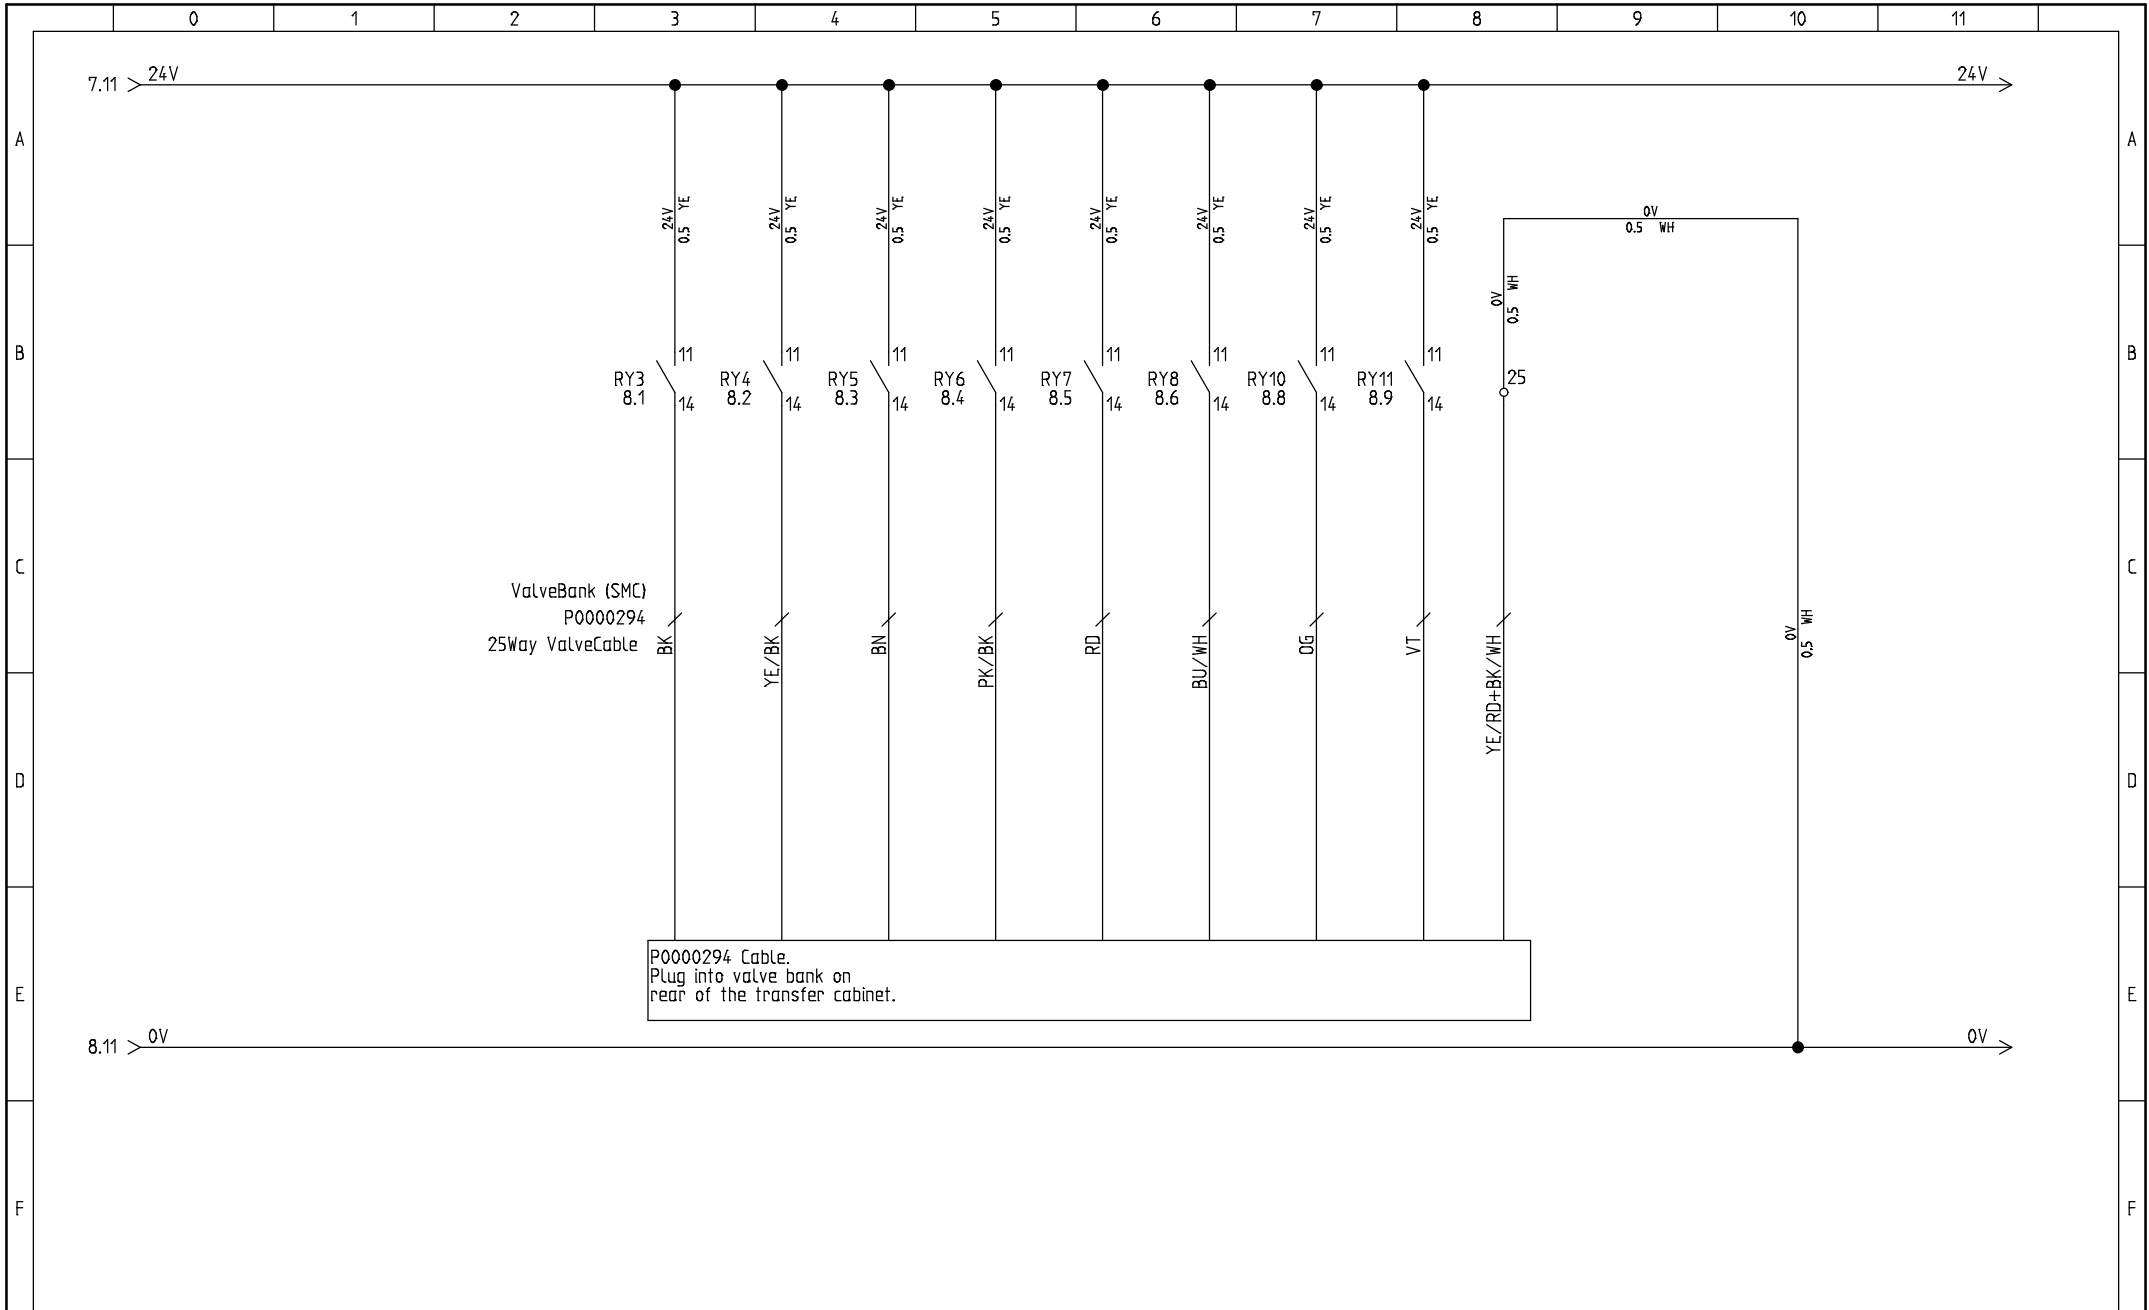 0 1 2 3 4 5 6 7 8 9 10 11
7.11 24V 24V
A A
24V 0.5 YE 24V 0.5 YE 24V 0.5 YE 24V 0.5 YE 24V 0.5 YE 24V 0.5 YE 24V 0.5 YE 24V 0.5 YE
0V
0.5 WH
0V
0.5 WH
B B
11 11 11 11 11 11 11 11
RY3 RY4 RY5 RY6 RY7 RY8 RY10 RY11 25
8.1 8.2 8.3 8.4 8.5 8.6 8.8 8.9
14 14 14 14 14 14 14 14
C C
ValveBank (SMC)
P0000294
25Way ValveCable
BK YE/BK BN PK/BK RD BU/WH OG VT YE/RD+BK/WH
0V
0.5 WH
D D
P0000294 Cable.
Plug into valve bank on
rear of the transfer cabinet.
E E
8.11 0V 0V
F F